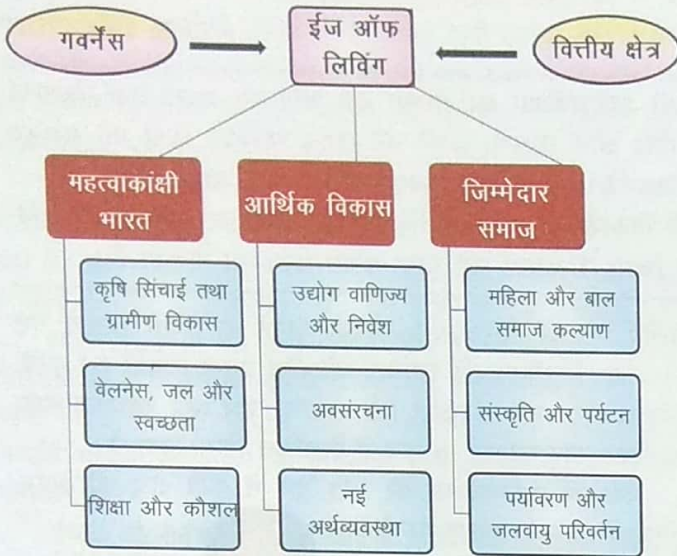 गवर्नेंस
ईज ऑफ
लिविंग
वित्तीय क्षेत्र
महत्वाकांक्षी
भारत
आर्थिक विकास
जिम्मेदार
समाज
कृषि सिंचाई तथा
ग्रामीण विकास
उद्योग वाणिज्य
और निवेश
महिला और बाल
समाज कल्याण
वेलनेस, जल और
स्वच्छता
अवसंरचना
संस्कृति और पर्यटन
शिक्षा और कौशल
नई
अर्थव्यवस्था
पर्यावरण और
जलवायु परिवर्तन